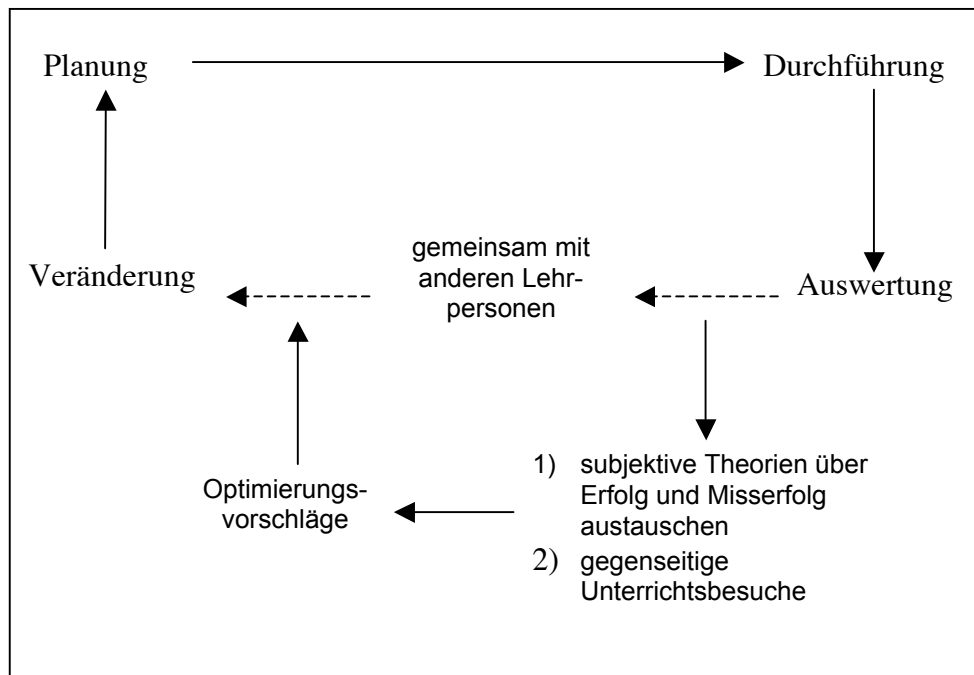 Planung
Durchführung
Veränderung
gemeinsam mit
anderen Lehr-
personen
Auswertung
Optimierungs-
vorschläge
1) subjektive Theorien über
Erfolg und Misserfolg
austauschen
2) gegenseitige
Unterrichtsbesuche